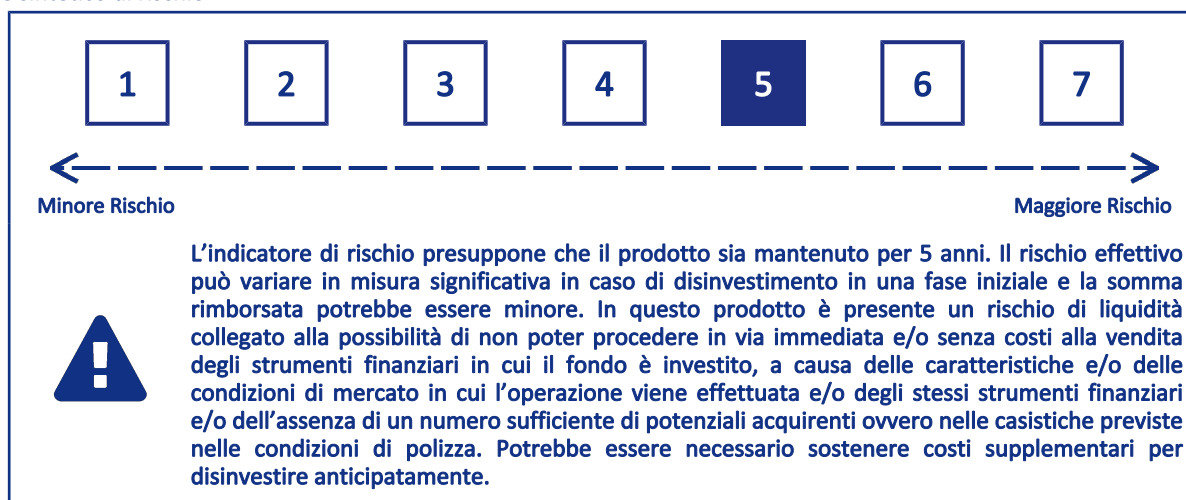 1 2 3 4 5 6 7
Minore Rischio Maggiore Rischio
L'indicatore di rischio presuppone che il prodotto sia mantenuto per 5 anni. Il rischio effettivo
può variare in misura significativa in caso di disinvestimento in una fase iniziale e la somma
rimborsata potrebbe essere minore. In questo prodotto è presente un rischio di liquidità
collegato alla possibilità di non poter procedere in via immediata e/o senza costi alla vendita
degli strumenti finanziari in cui il fondo è investito, a causa delle caratteristiche e/o delle
condizioni di mercato in cui l'operazione viene effettuata e/o degli stessi strumenti finanziari
e/o dell'assenza di un numero sufficiente di potenziali acquirenti ovvero nelle casistiche previste
nelle condizioni di polizza. Potrebbe essere necessario sostenere costi supplementari per
disinvestire anticipatamente.